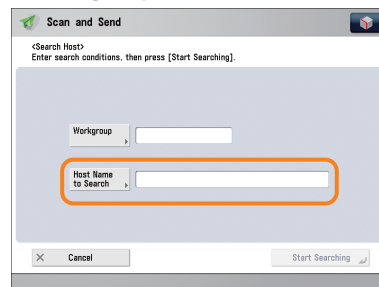 Scan and Send
<Search Host>
Enter search conditions, then press [Start Searching].
Workgroup
Host Name
to Search
Cancel
Start Searching